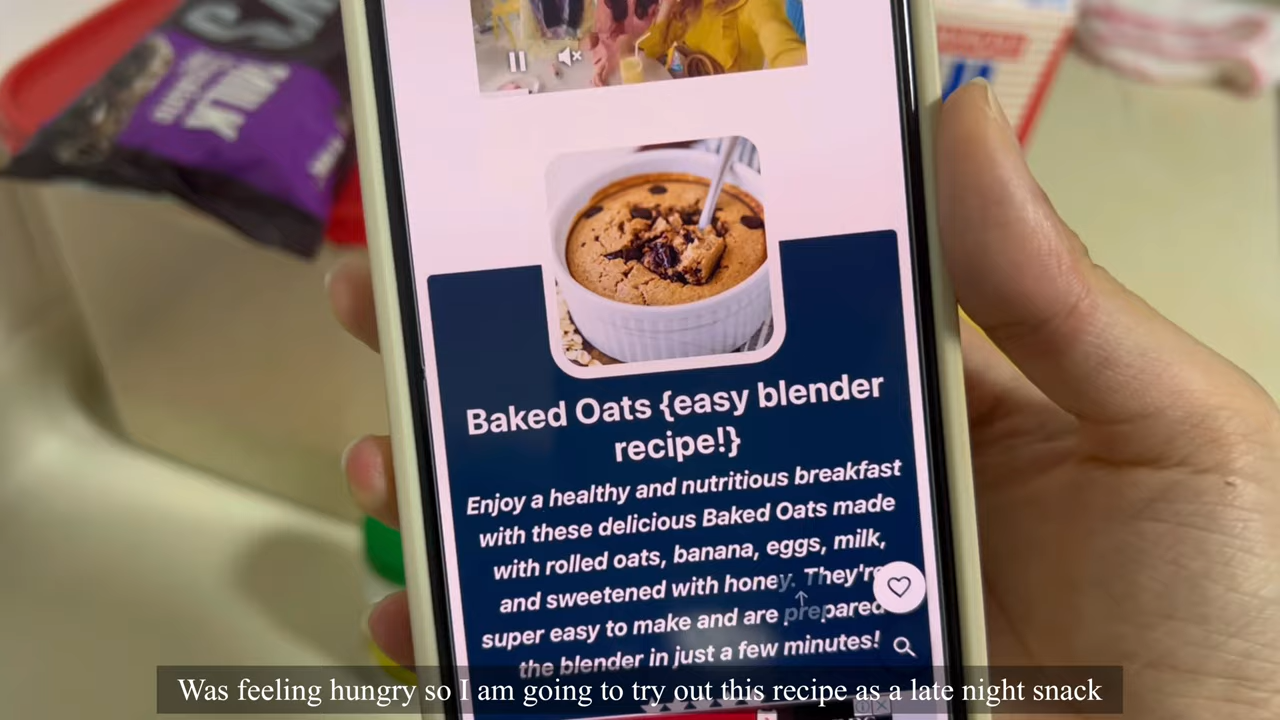 MILK
Baked Oats {easy blender
recipe!}
Enjoy a healthy and nutritious breakfast
with these delicious Baked Oats made
with rolled oats, banana, eggs, milk,
and sweetened with honey. They're
super easy to make and are prepared
the blender in just a few minutes!
Was feeling hungry so I am going to try out this recipe as a late night snack